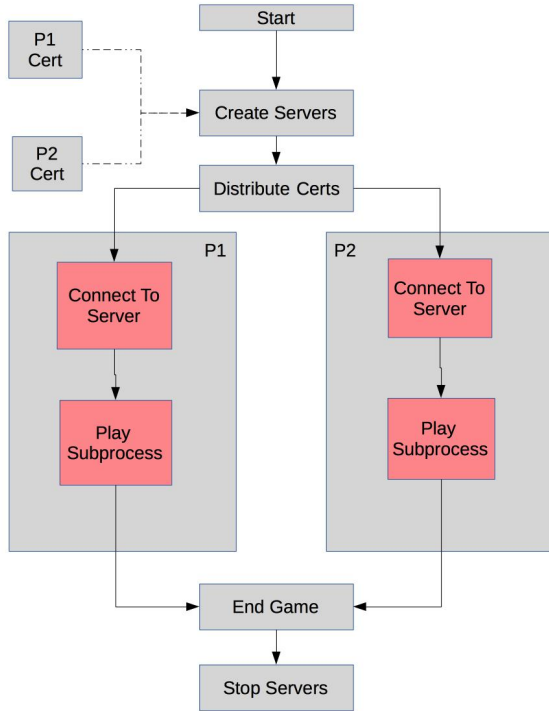 Start
P1
Cert
Create Servers
P2
Cert
Distribute Certs
P1
P2
Connect To
Server
Connect To
Server
Play
Subprocess
Play
Subprocess
End Game
Stop Servers